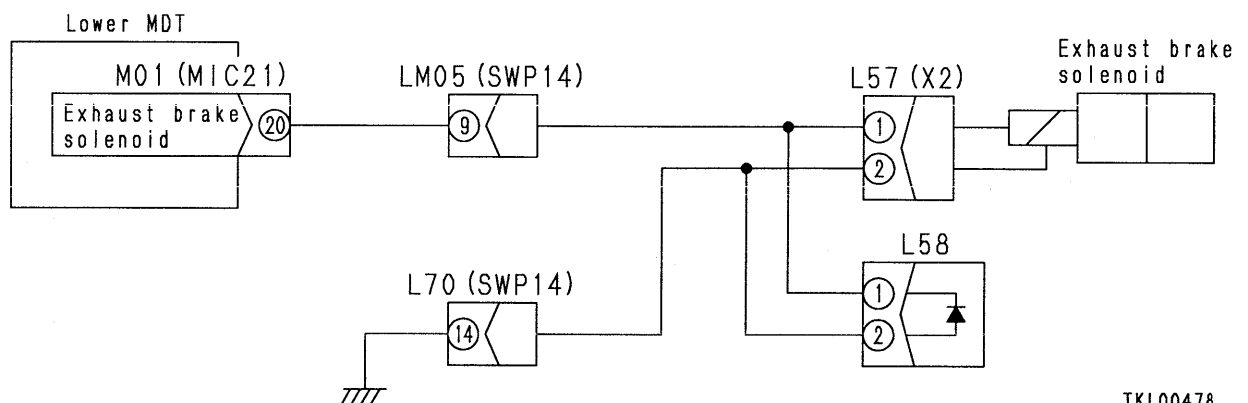 Lower MDT
M01 (MIC21)
Exhaust brake
solenoid
20
LM05 (SWP14)
9
L57 (X2)
1
2
Exhaust brake
solenoid
L58
1
2
L70 (SWP14)
14
TKL00478